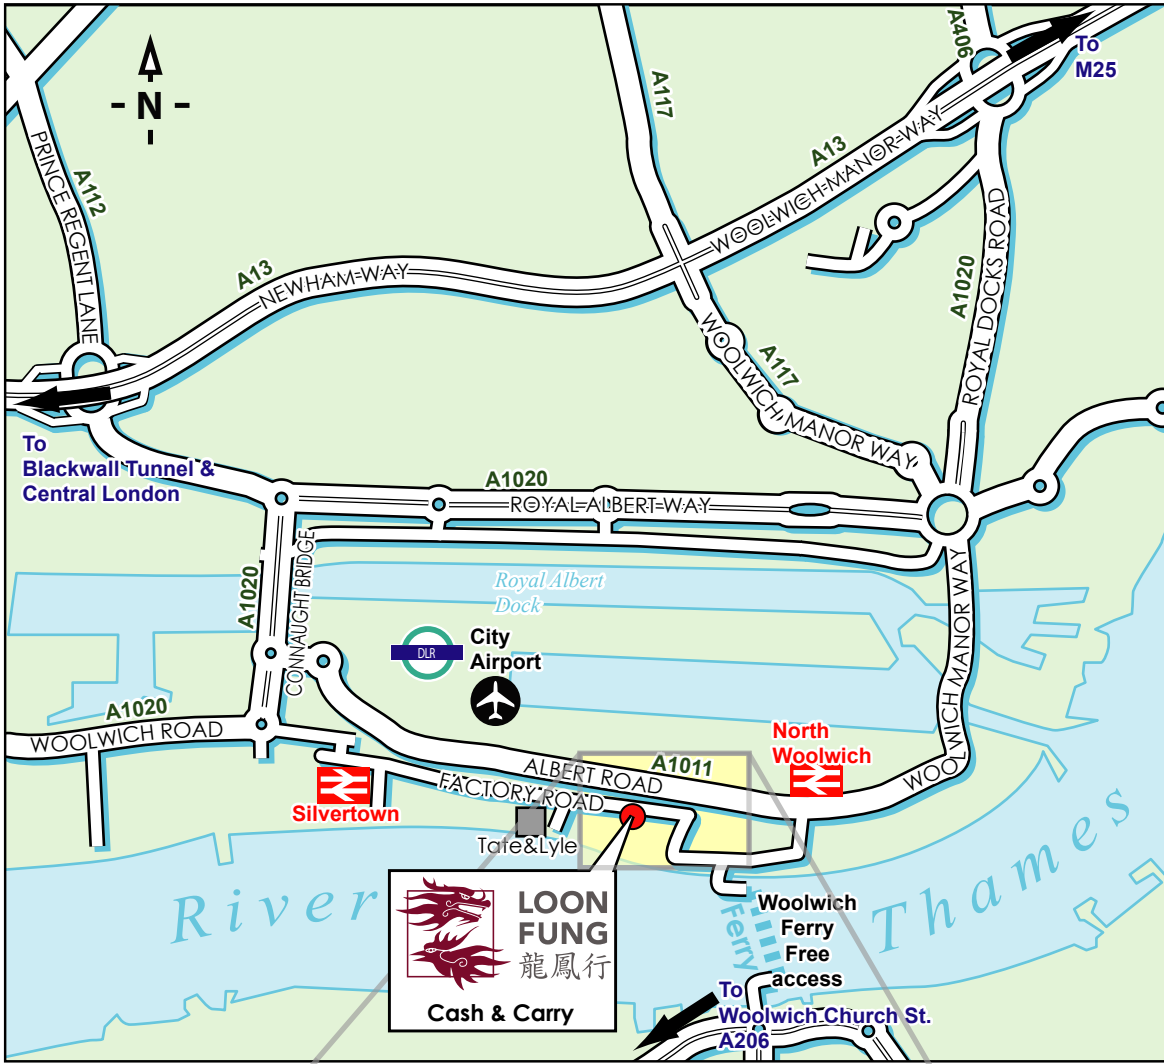 A406
To
M25
A117
N
A13
WOOLWICH MANOR WAY
PRINCE REGENT LANE
A112
A13
NEWHAM WAY
A1020
ROYAL DOCKS ROAD
WOOLWICH MANOR WAY
A117
To
Blackwall Tunnel &
Central London
A1020
ROYAL ALBERT WAY
A1020
CONNAUGHT BRIDGE
Royal Albert
Dock
WOOLWICH MANOR WAY
DLR
City
Airport
A1020
WOOLWICH ROAD
North
Woolwich
A1011
ALBERT ROAD
FACTORY ROAD
Silvertown
Tate&Lyle
River
Thames
LOON
FUNG
龍鳳行
Cash & Carry
Ferry
Woolwich
Ferry
Free
access
To
Woolwich Church St.
A206